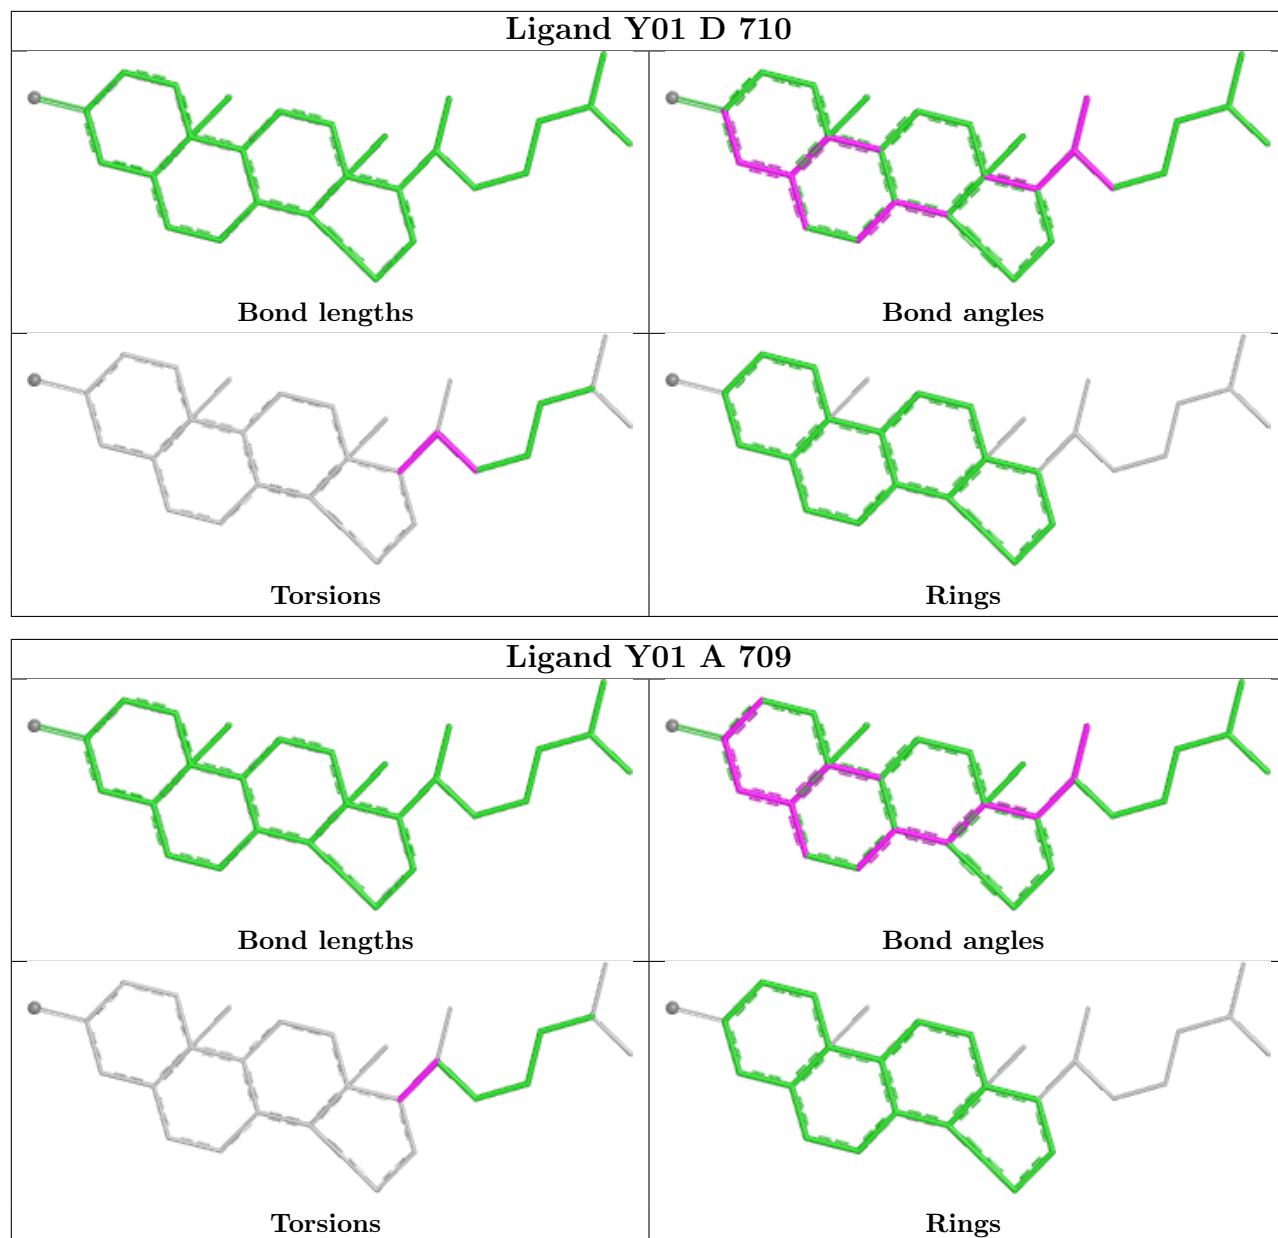 Ligand Y01 D 710
Bond lengths
Bond angles
Torsions
Rings
Ligand Y01 A 709
Bond lengths
Bond angles
Torsions
Rings